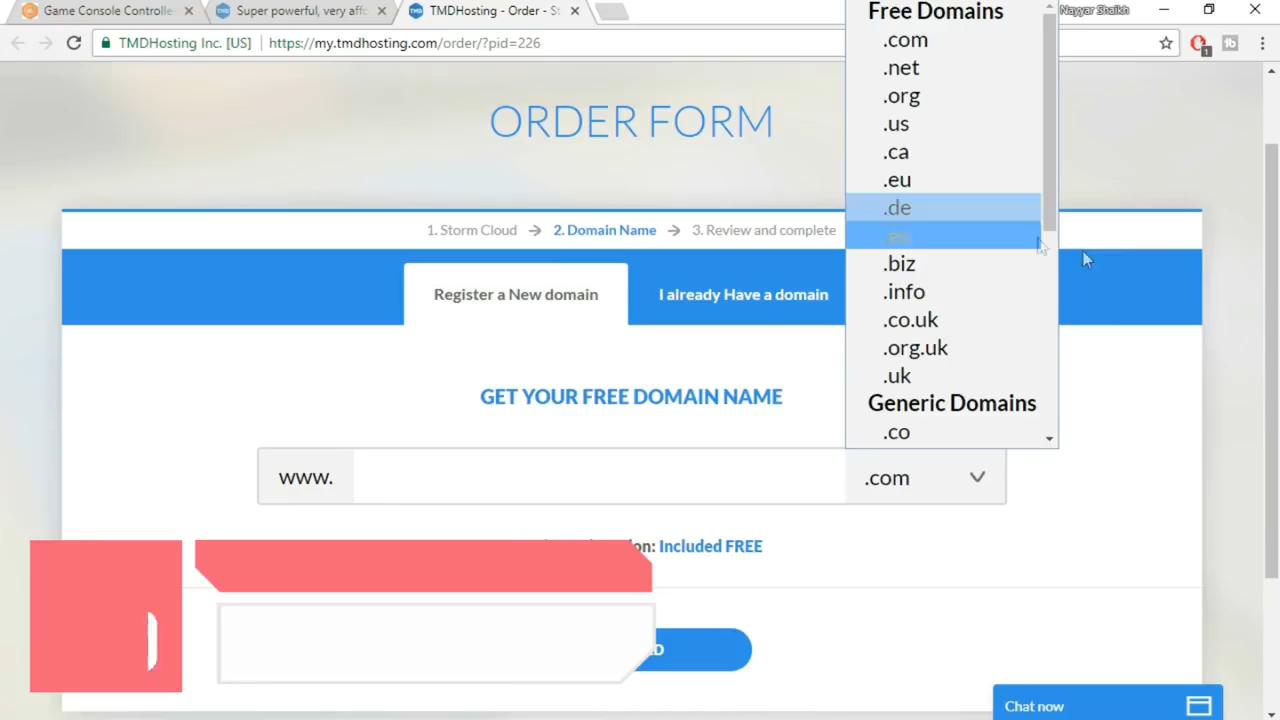 Game Console Controlle
Super powerful, very affo
TMDHosting - Order - S
Nayyar Shaikh
TMDHosting Inc. [US]
https://my.tmdhosting.com/order/?pid=226
1
Free Domains
.com
.net
.org
.us
.ca
.eu
.de
.biz
.info
.co.uk
.org.uk
.uk
Generic Domains
.co
ORDER FORM
1. Storm Cloud
2. Domain Name
3. Review and complete
Register a New domain
I already Have a domain
GET YOUR FREE DOMAIN NAME
www.
.com
on: Included FREE
D
Chat now